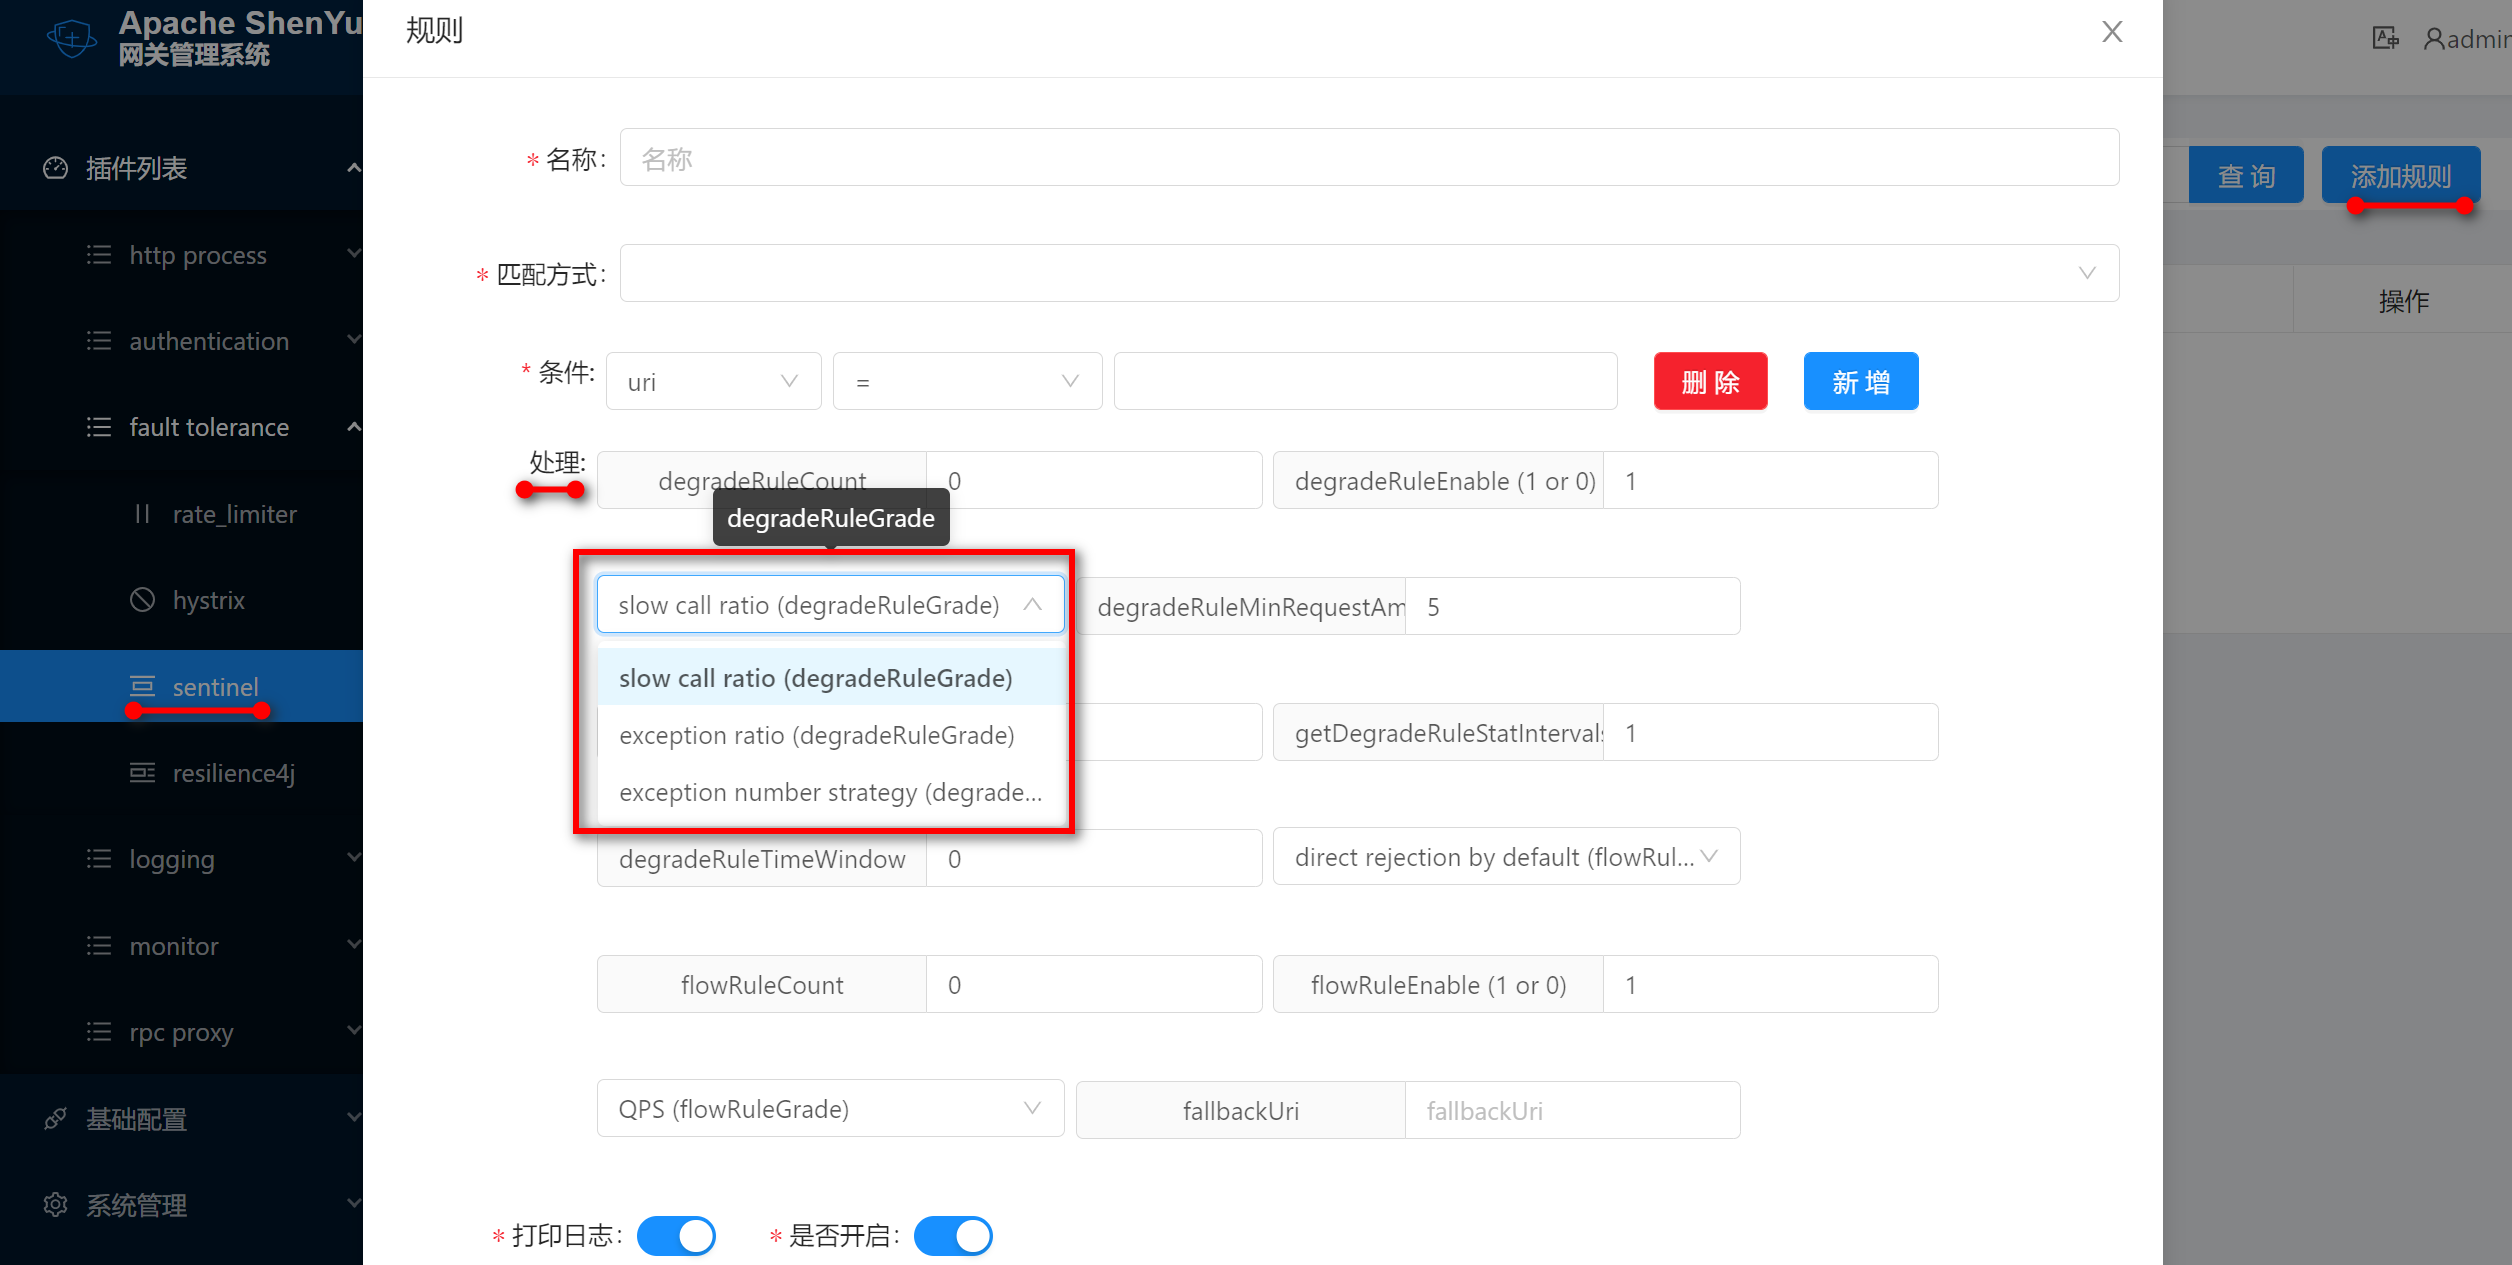 Apache ShenYu
网关管理系统
插件列表
http process
authentication
fault tolerance
rate_limiter
hystrix
sentinel
resilience4j
logging
monitor
rpc proxy
基础配置
系统管理
规则
* 名称:
名称
* 匹配方式:
* 条件:
uri
=
删 除
新 增
处理:
degradeRuleCount
0
degradeRuleEnable (1 or 0)
1
degradeRuleGrade
slow call ratio (degradeRuleGrade)
degradeRuleMinRequestAm
5
slow call ratio (degradeRuleGrade)
exception ratio (degradeRuleGrade)
exception number strategy (degrade...
getDegradeRuleStatIntervals
1
degradeRuleTimeWindow
0
direct rejection by default (flowRul...
flowRuleCount
0
flowRuleEnable (1 or 0)
1
QPS (flowRuleGrade)
fallbackUri
fallbackUri
* 打印日志:
* 是否开启:
admin
查 询
添加规则
操作